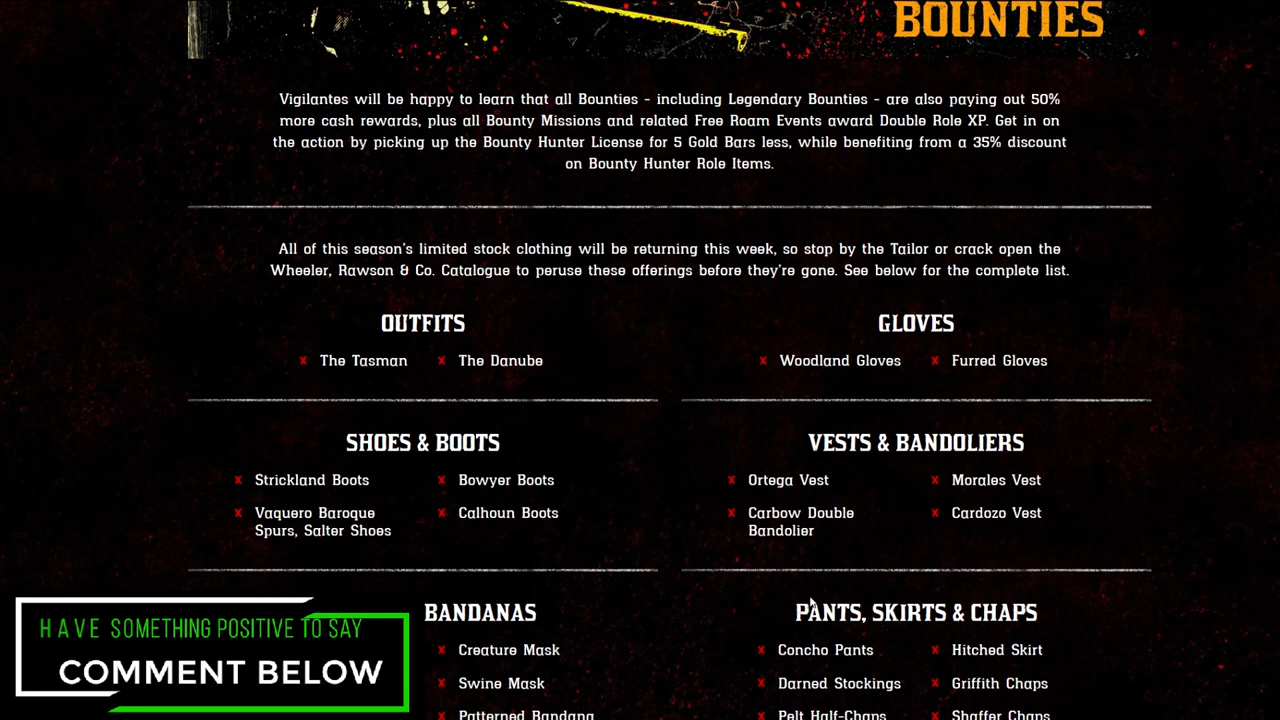 BOUNTIES
Vigilantes will be happy to learn that all Bounties - including Legendary Bounties - are also paying out 50%
more cash rewards, plus all Bounty Missions and related Free Roam Events award Double Role XP. Get in on
the action by picking up the Bounty Hunter License for 5 Gold Bars less, while benefiting from a 35% discount
on Bounty Hunter Role Items.
All of this season's limited stock clothing will be returning this week, so stop by the Tailor or crack open the
Wheeler, Rawson & Co. Catalogue to peruse these offerings before they're gone. See below for the complete list.
OUTFITS
The Tasman
The Danube
GLOVES
Woodland Gloves
Furred Gloves
SHOES & BOOTS
Strickland Boots
Bowyer Boots
Vaquero Baroque
Spurs, Salter Shoes
Calhoun Boots
VESTS & BANDOLIERS
Ortega Vest
Morales Vest
Carbow Double
Bandolier
Cardozo Vest
BANDANAS
Creature Mask
Swine Mask
Patterned Bandana
PANTS, SKIRTS & CHAPS
Concho Pants
Hitched Skirt
Darned Stockings
Griffith Chaps
Pelt Half-Chaps
Shaffer Chaps
HAVE SOMETHING POSITIVE TO SAY
COMMENT BELOW